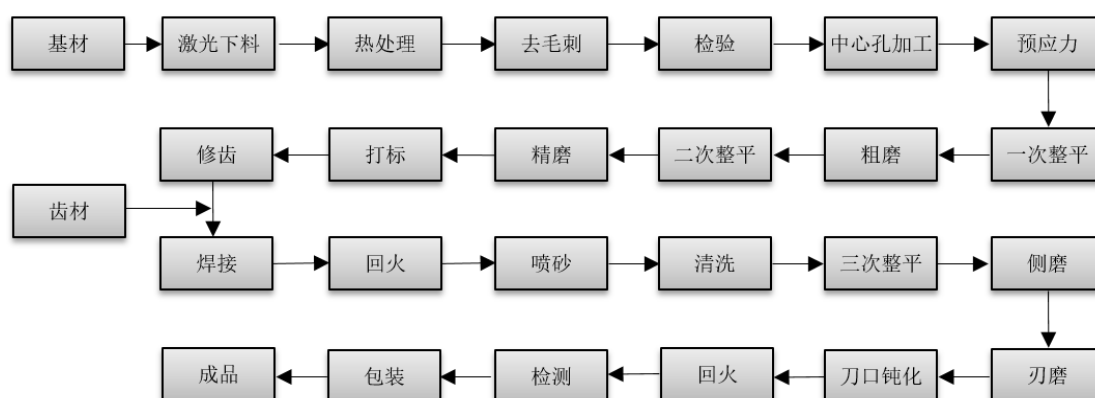 基材 激光下料 热处理 去毛刺 检验 中心孔加工 预应力
修齿 打标 精磨 二次整平 粗磨 一次整平
齿材
焊接 回火 喷砂 清洗 三次整平 侧磨
成品 包装 检测 回火 刀口钝化 刃磨